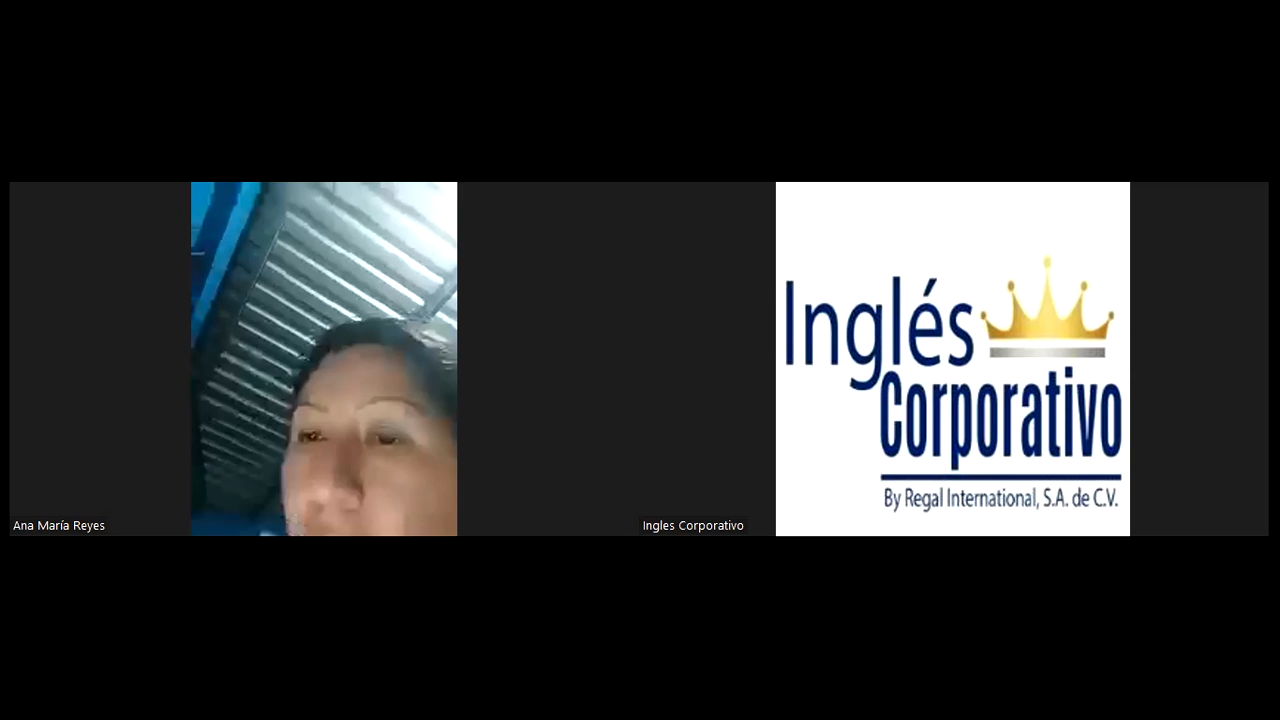 Inglés
Corporativo
By Regal International, S.A. de C.V.
Ana María Reyes
Ingles Corporativo